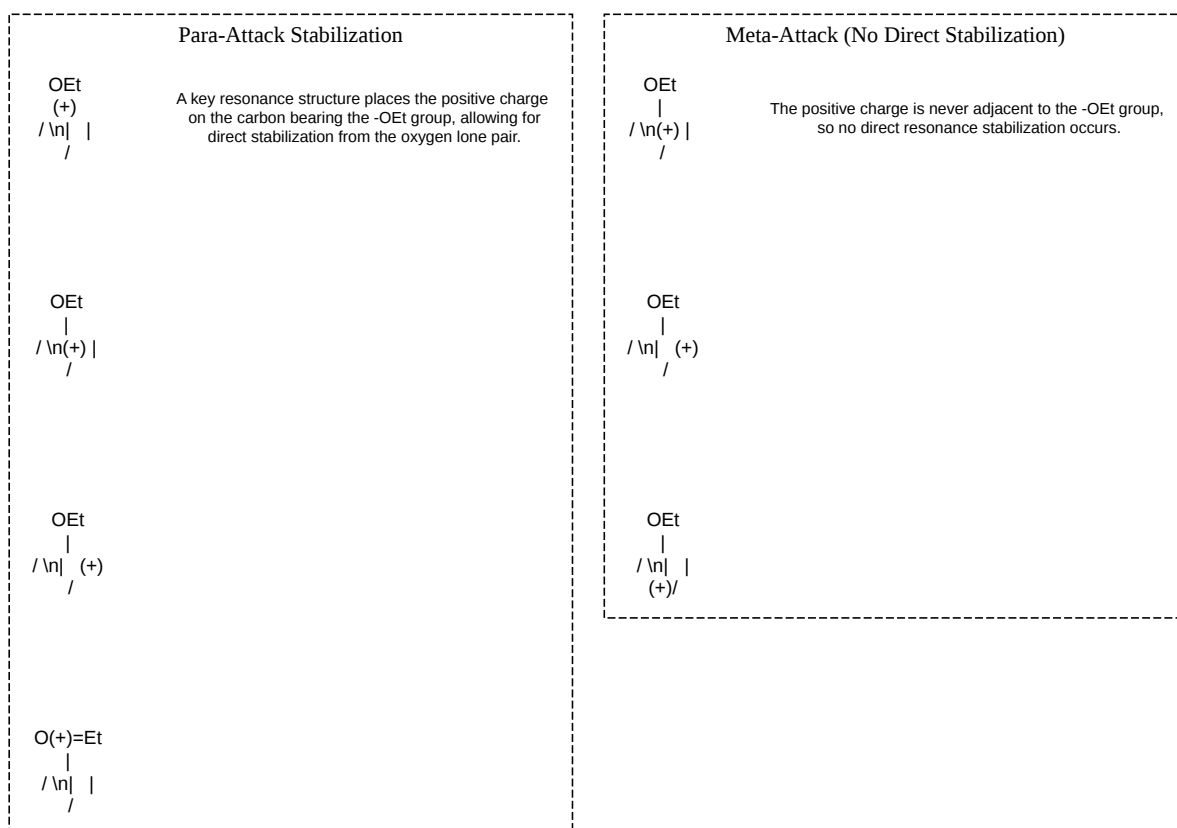 Para-Attack Stabilization
OEt
(+)
/ \n|   |
/
A key resonance structure places the positive charge
on the carbon bearing the -OEt group, allowing for
direct stabilization from the oxygen lone pair.
OEt
|
/ \n(+) |
/
OEt
|
/ \n|   (+)
/
O(+)=Et
|
/ \n|   |
/
Meta-Attack (No Direct Stabilization)
OEt
|
/ \n(+) |
/
The positive charge is never adjacent to the -OEt group,
so no direct resonance stabilization occurs.
OEt
|
/ \n|   (+)
/
OEt
|
/ \n|   |
(+)/